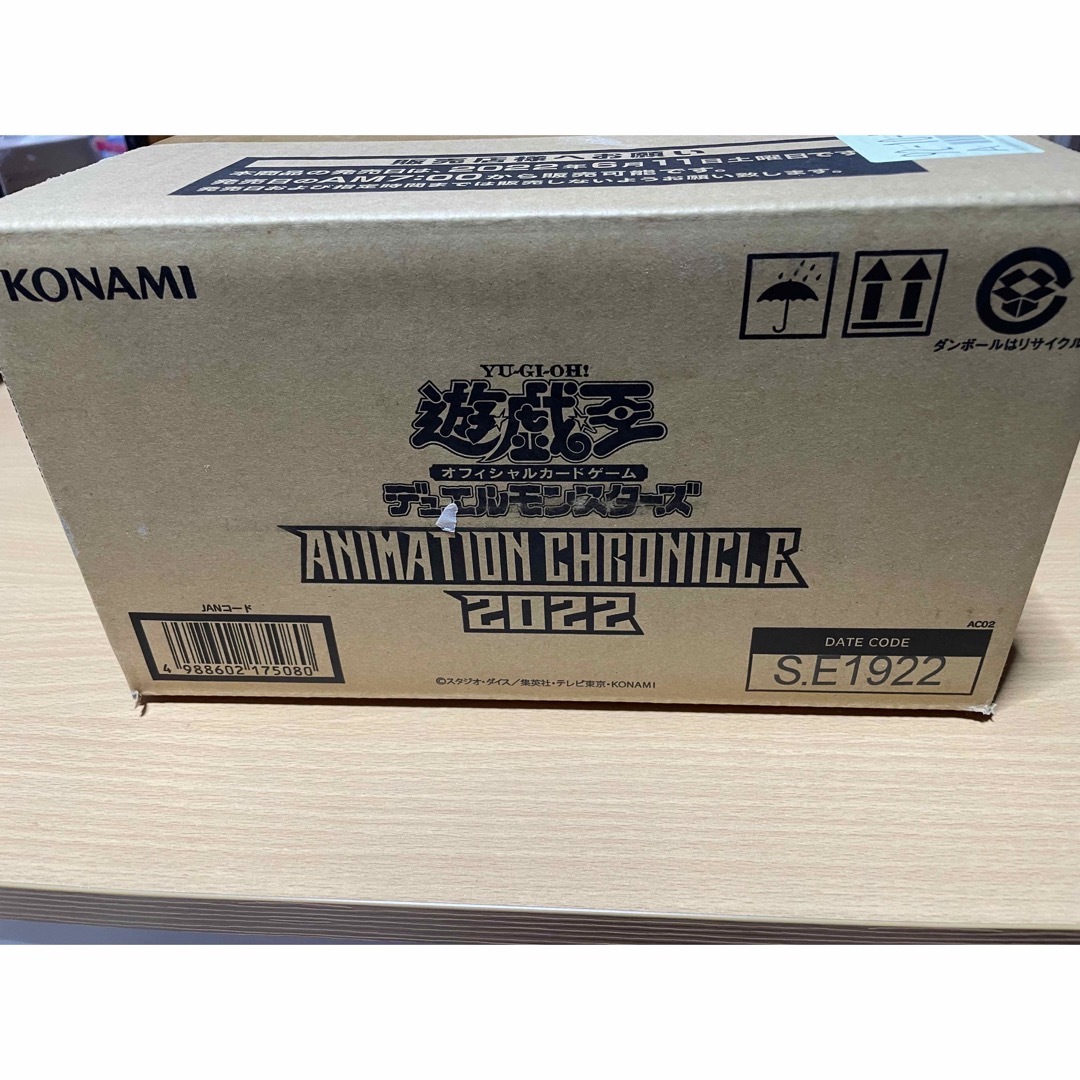 販売店様へお願い
本商品の発売日は、2022年6月11日土曜日です
発売日のAM7:00から販売可能です。
発売日および指定時間までは販売しないようお願い致します。
KONAMI
ダンボールはリサイクル
YU-GI-OH!
遊戯王
オフィシャルカードゲーム
デュエルモンスターズ
ANIMATION CHRONICLE
2022
JANコード
4 988602 175080
©スタジオ・ダイス/集英社・テレビ東京・KONAMI
AC02
DATE CODE
S.E1922